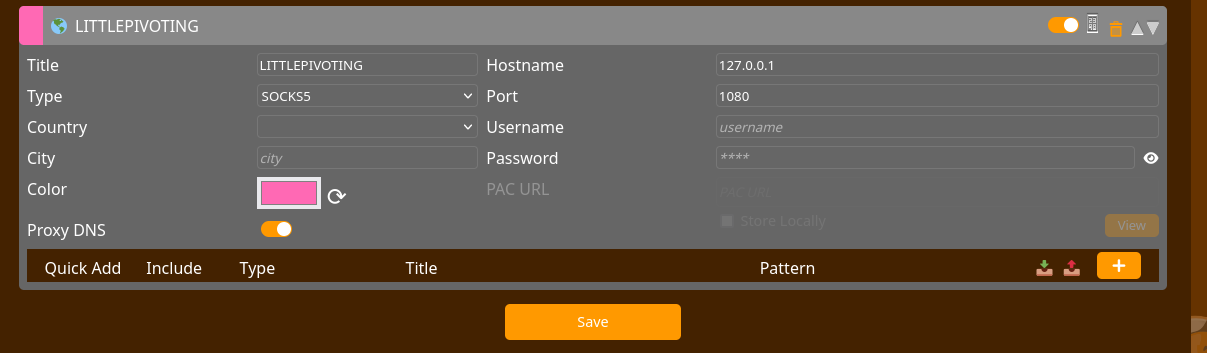 LITTLEPIVOTING
Title LITTLEPIVOTING Hostname 127.0.0.1
Type SOCKS5 Port 1080
Country Username username
City city Password ****
Color PAC URL PAC URL
Store Locally
Proxy DNS View
Quick Add Include Type Title Pattern +
Save